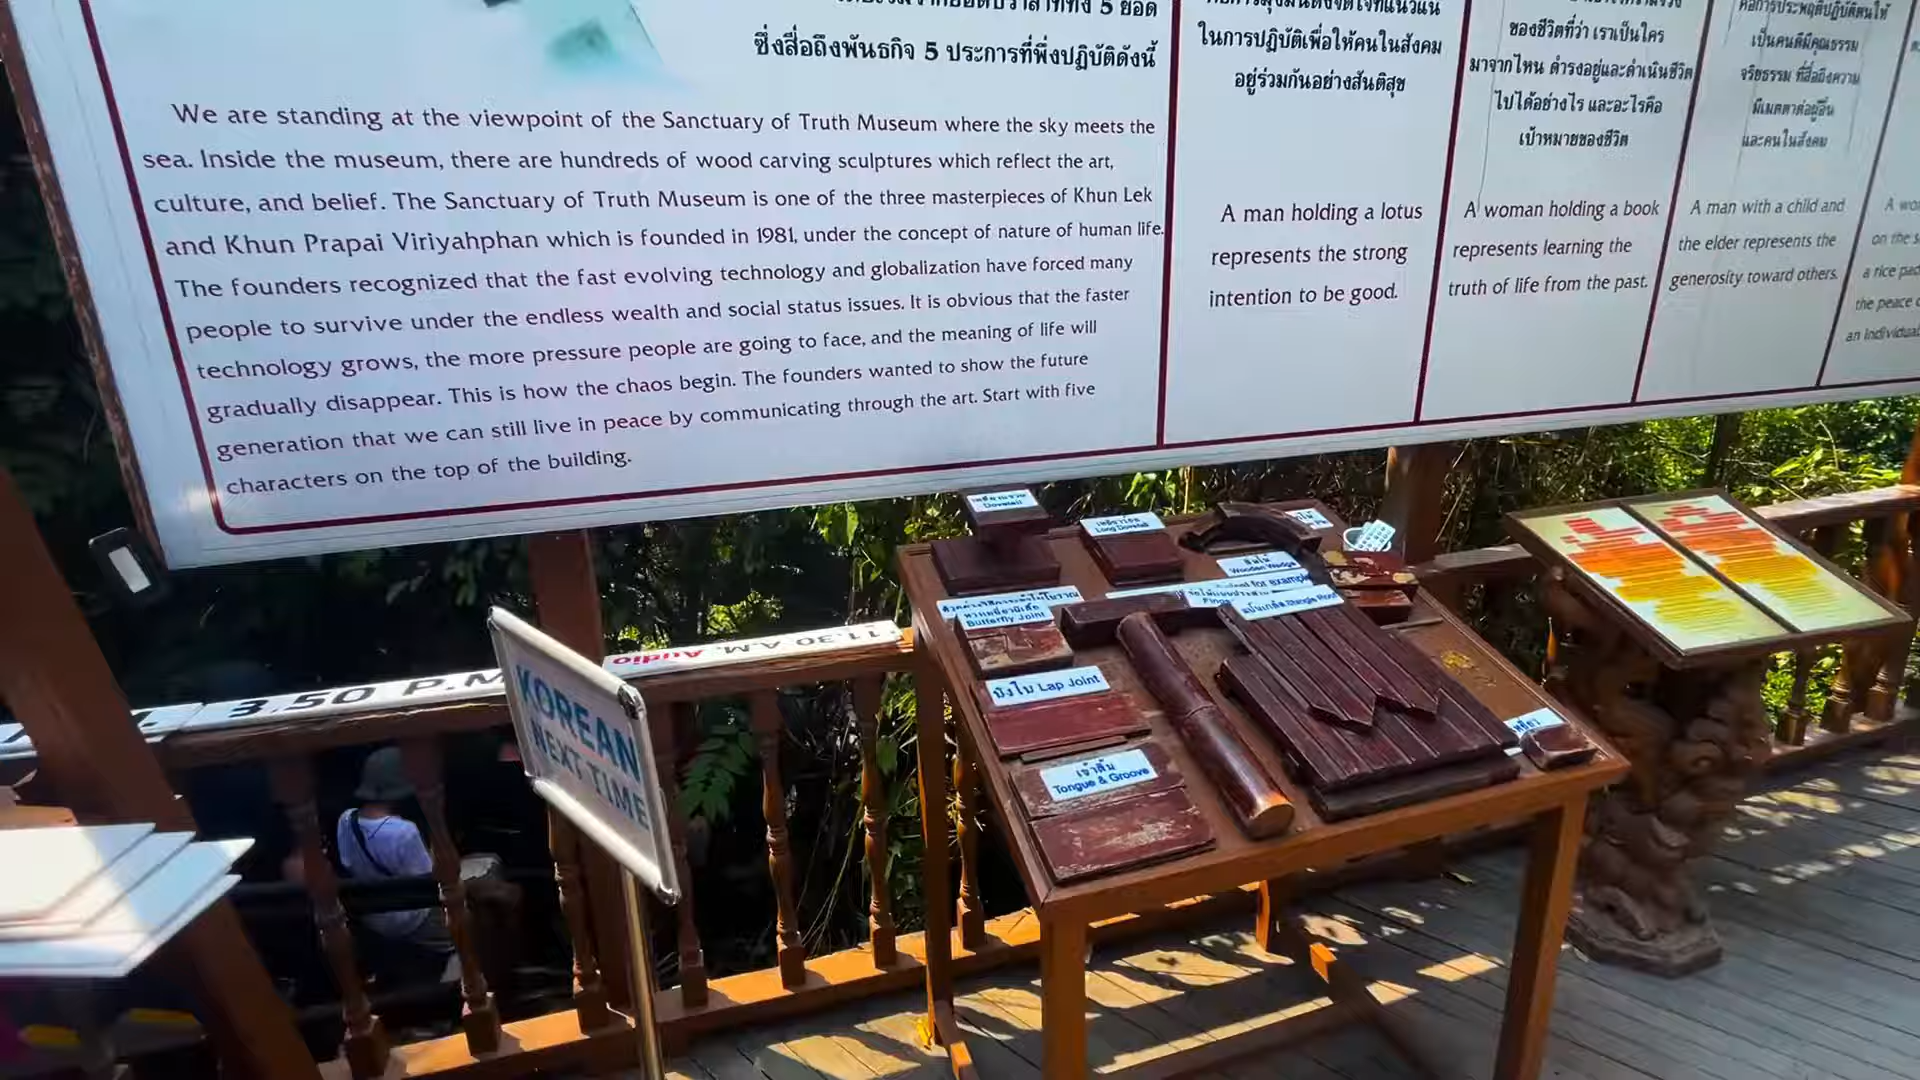 5 ยอด
ซึ่งสื่อถึงพันธกิจ 5 ประการที่พึ่งปฏิบัติดังนี้
We are standing at the viewpoint of the Sanctuary of Truth Museum where the sky meets the
sea. Inside the museum, there are hundreds of wood carving sculptures which reflect the art,
culture, and belief. The Sanctuary of Truth Museum is one of the three masterpieces of Khun Lek
and Khun Prapai Viriyahphan which is founded in 1981, under the concept of nature of human life.
The founders recognized that the fast evolving technology and globalization have forced many
people to survive under the endless wealth and social status issues. It is obvious that the faster
technology grows, the more pressure people are going to face, and the meaning of life will
gradually disappear. This is how the chaos begin. The founders wanted to show the future
generation that we can still live in peace by communicating through the art. Start with five
characters on the top of the building.
ในการปฏิบัติเพื่อให้คนในสังคม
อยู่ร่วมกันอย่างสันติสุข
A man holding a lotus
represents the strong
intention to be good.
ของชีวิตที่ว่า เราเป็นใคร
มาจากไหน ดำรงอยู่และดำเนินชีวิต
ไปได้อย่างไร และอะไรคือ
เป้าหมายของชีวิต
A woman holding a book
represents learning the
truth of life from the past.
คือการประพฤติปฏิบัติตนให้
เป็นคนดีมีคุณธรรม
จริยธรรม ที่สื่อถึงความ
มีเมตตาต่อผู้อื่น
และคนในสังคม
A man with a child and
the elder represents the
generosity toward others.
on the
a rice
the peace
an individual
Dovetail
Long Dovetail
Wooden Wedge
for example
Shingle Roof
Butterfly Joint
บังใบ Lap Joint
เข้าลิ้น
Tongue & Groove
11.30 A.M. Audio
3.50 P.M
KOREAN
NEXT TIME